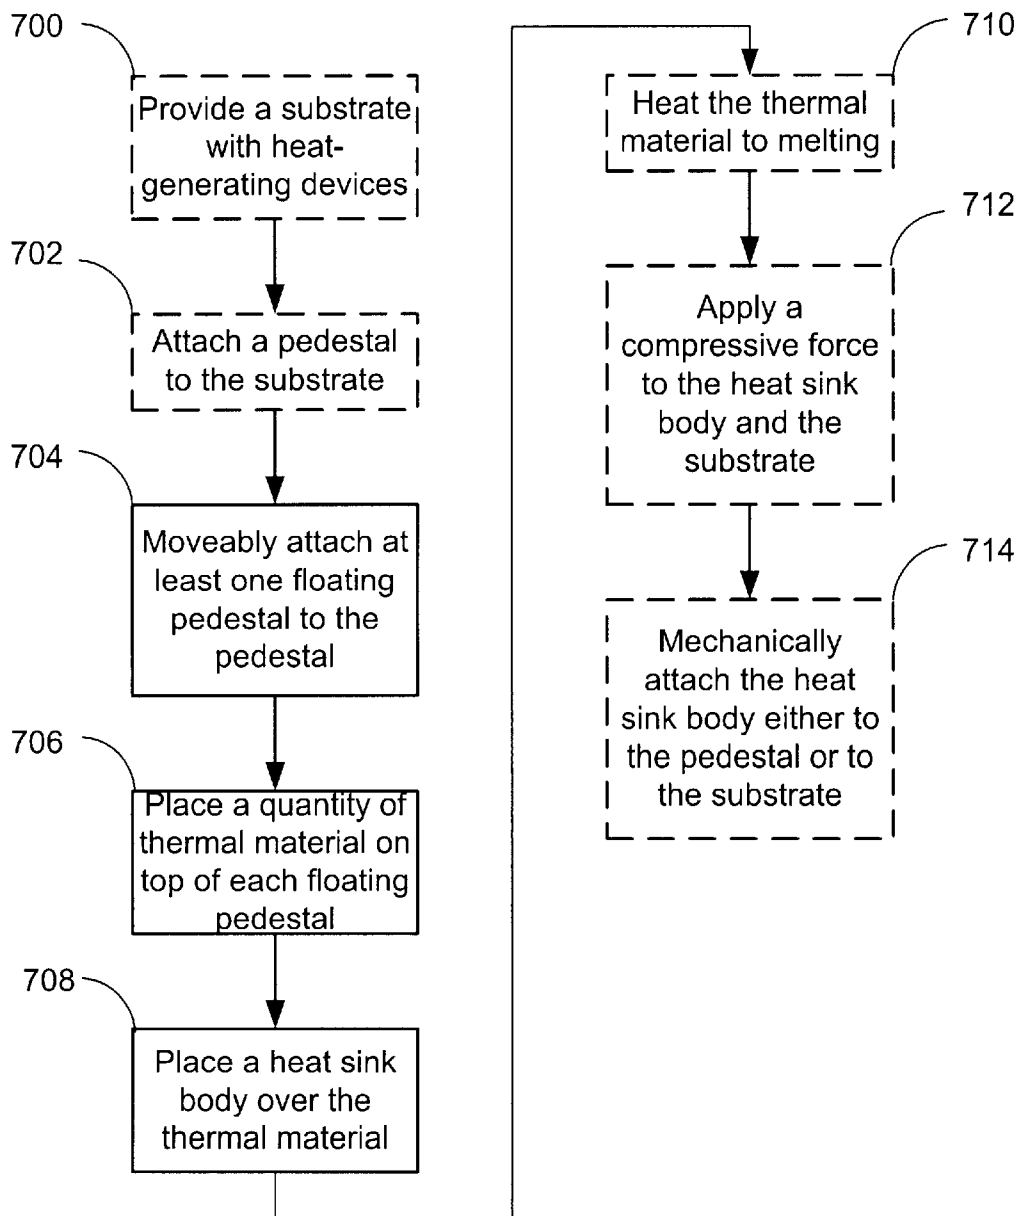 700
Provide a substrate
with heat-
generating devices
702
Attach a pedestal
to the substrate
704
Moveably attach at
least one floating
pedestal to the
pedestal
706
Place a quantity of
thermal material on
top of each floating
pedestal
708
Place a heat sink
body over the
thermal material
710
Heat the thermal
material to melting
712
Apply a
compressive force
to the heat sink
body and the
substrate
714
Mechanically
attach the heat
sink body either to
the pedestal or to
the substrate